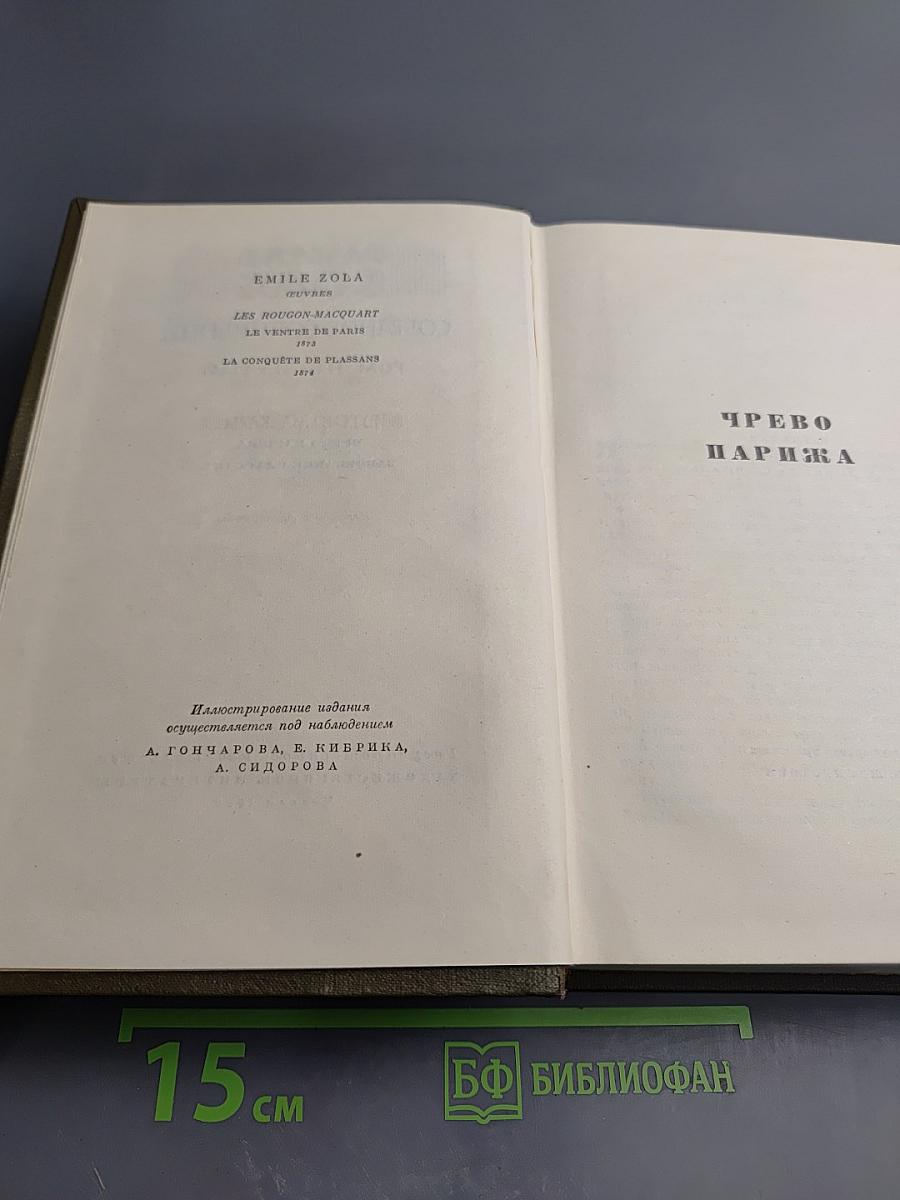 EMILE ZOLA
ŒUVRES
LES ROUGON-MACQUART
LE VENTRE DE PARIS
1873
LA CONQUÊTE DE PLASSANS
1874
Иллюстрирование издания
осуществляется под наблюдением
А. ГОНЧАРОВА, Е. КИБРИКА,
А. СИДОРОВА
ЧРЕВО
ПАРИЖА
15 см
БФ БИБЛИОФАН